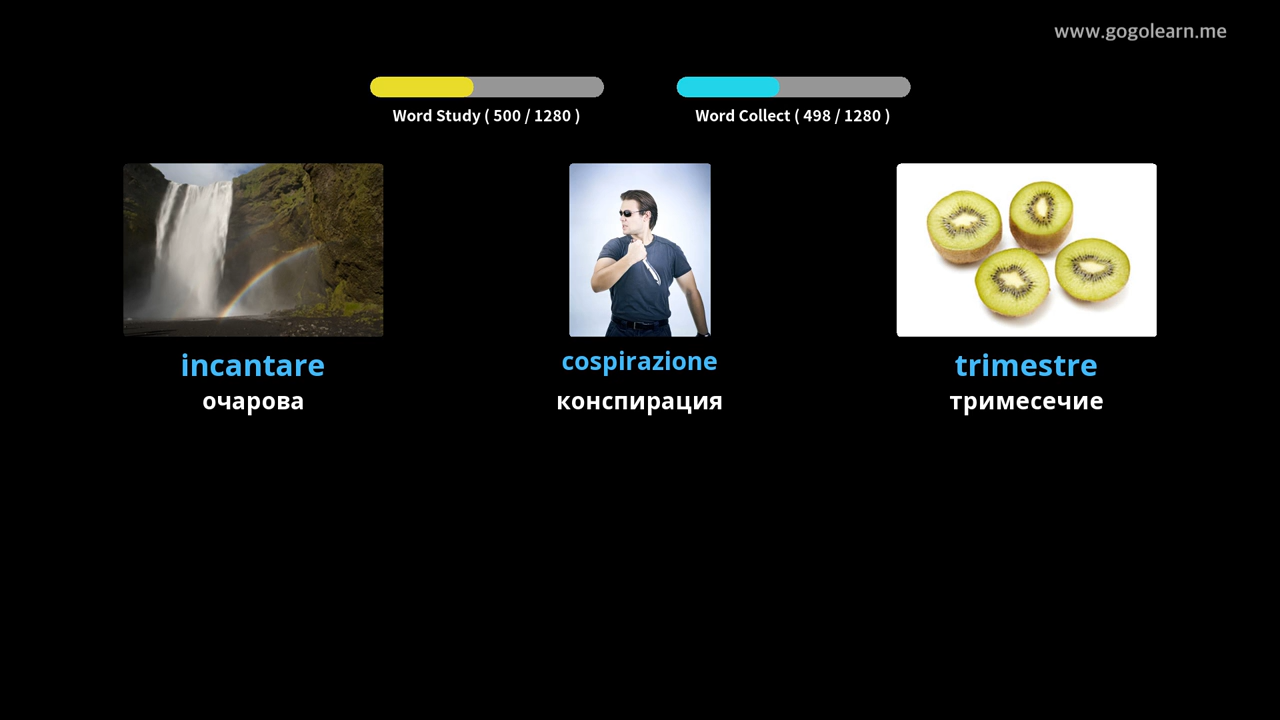 www.gogolearn.me
Word Study ( 500 / 1280 )
Word Collect ( 498 / 1280 )
incantare
очарова
cospirazione
конспирация
trimestre
тримесечие